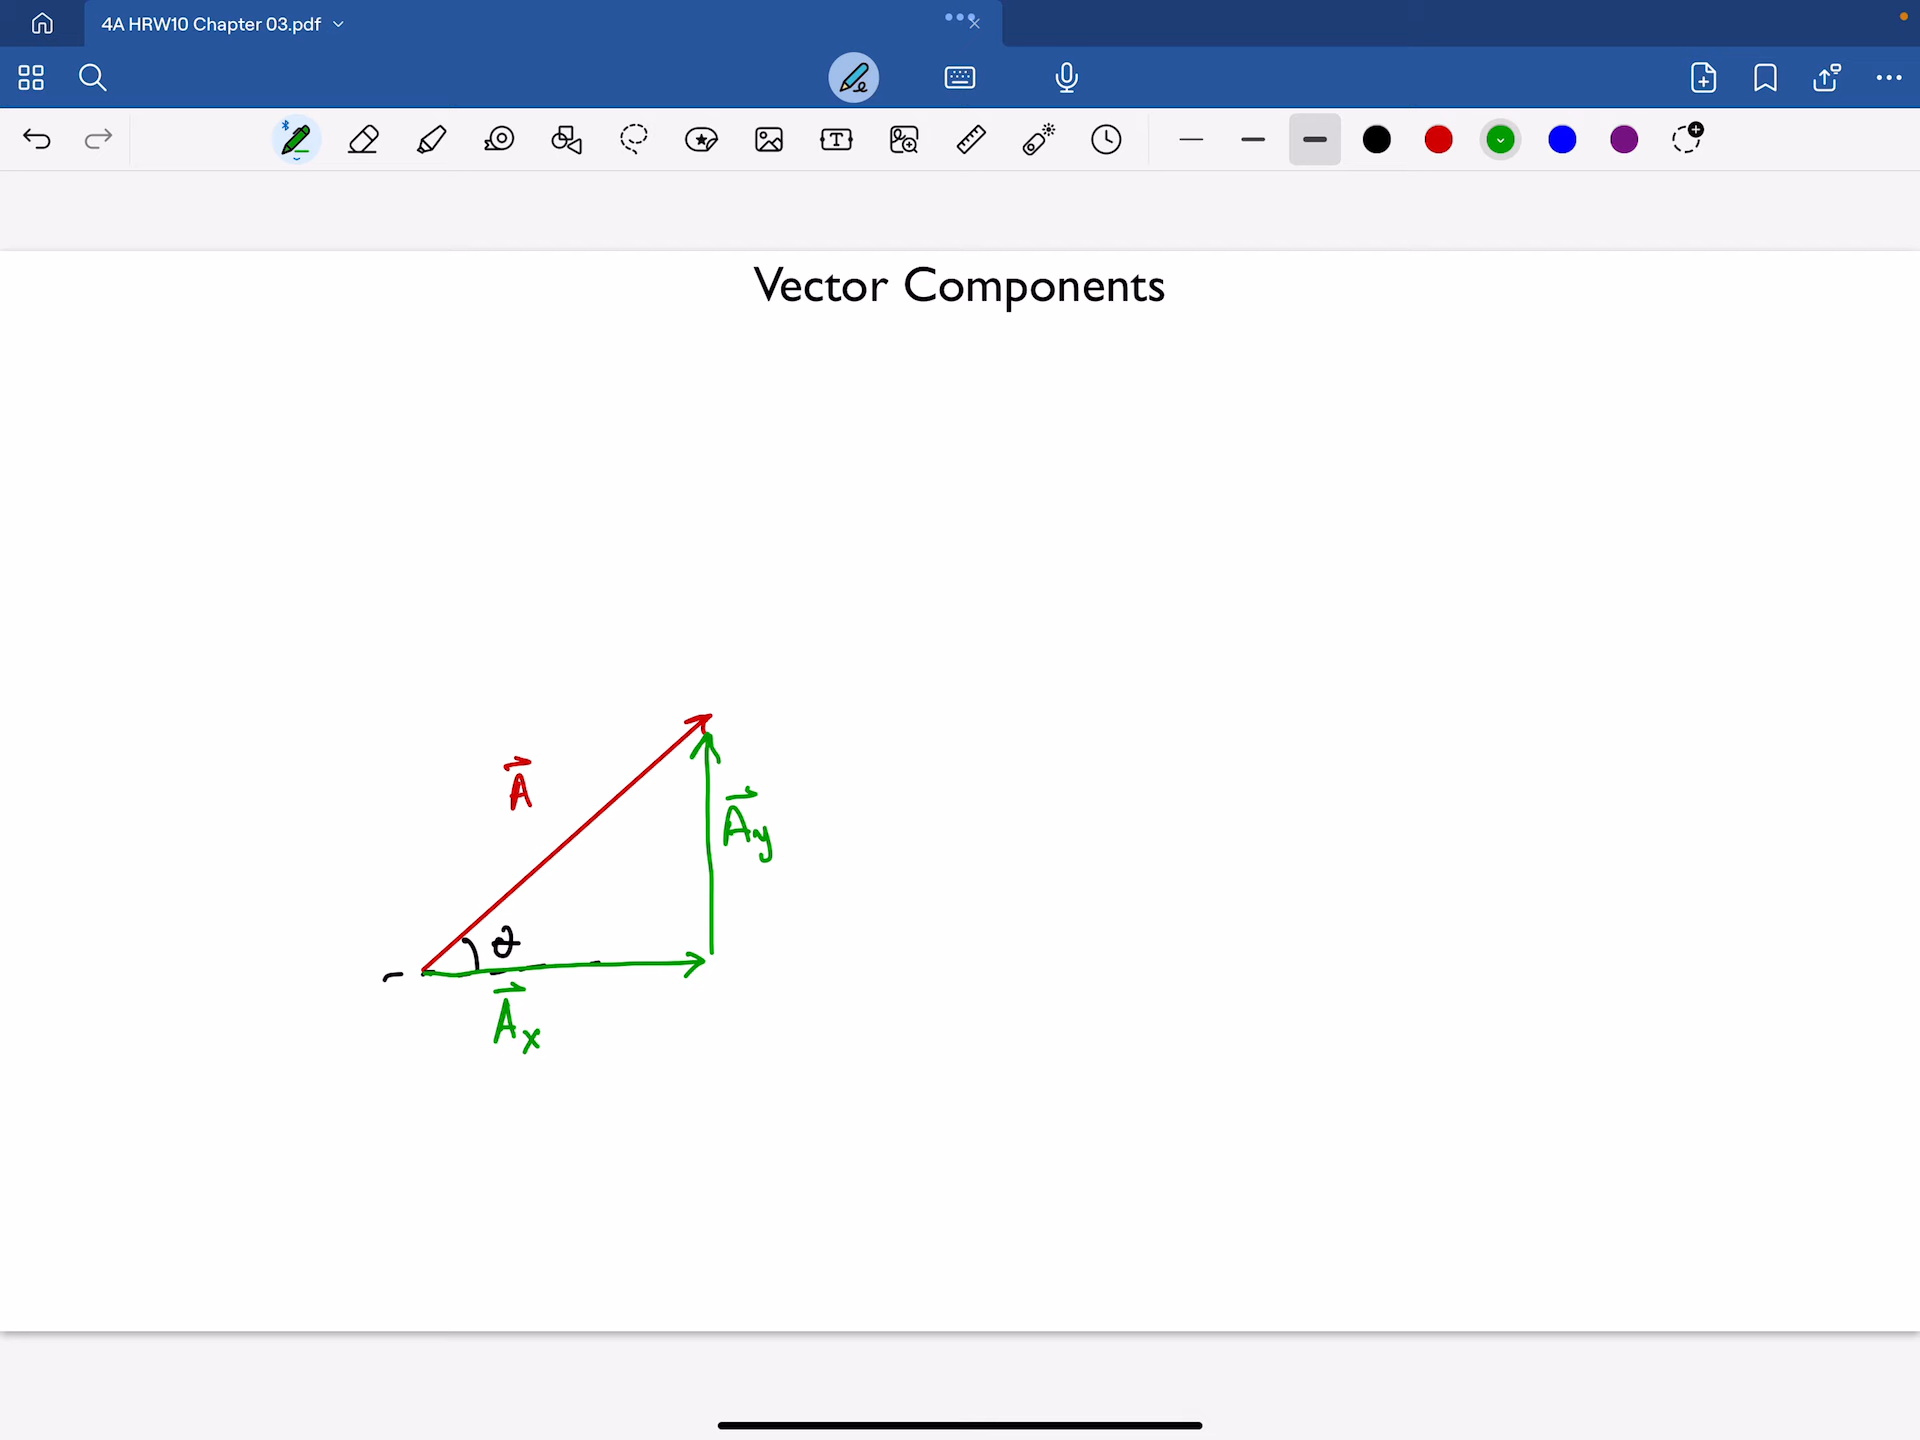 4A HRW10 Chapter 03.pdf
Vector Components
A⃗
A⃗y
θ
A⃗x